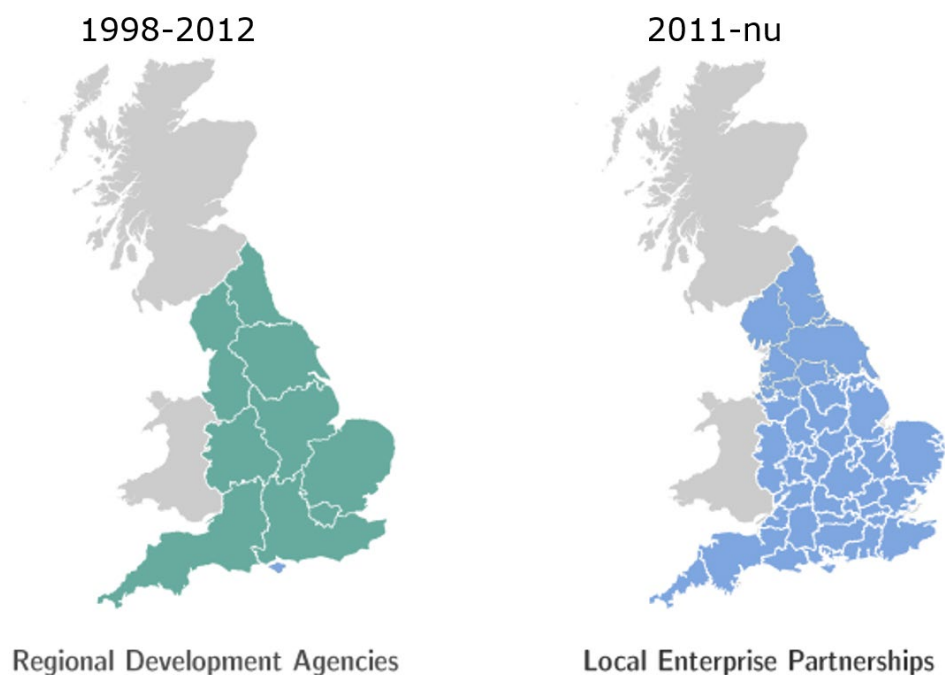 1998-2012
2011-nu
Regional Development Agencies
Local Enterprise Partnerships